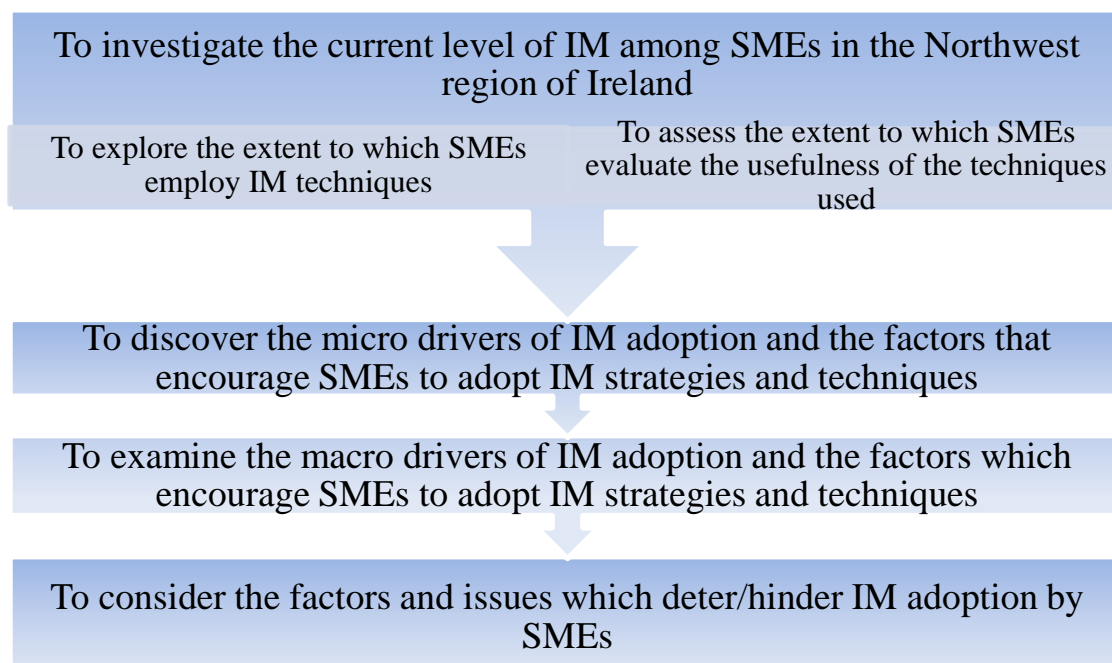 To investigate the current level of IM among SMEs in the Northwest
region of Ireland
To explore the extent to which SMEs
employ IM techniques
To assess the extent to which SMEs
evaluate the usefulness of the techniques
used
To discover the micro drivers of IM adoption and the factors that
encourage SMEs to adopt IM strategies and techniques
To examine the macro drivers of IM adoption and the factors which
encourage SMEs to adopt IM strategies and techniques
To consider the factors and issues which deter/hinder IM adoption by
SMEs